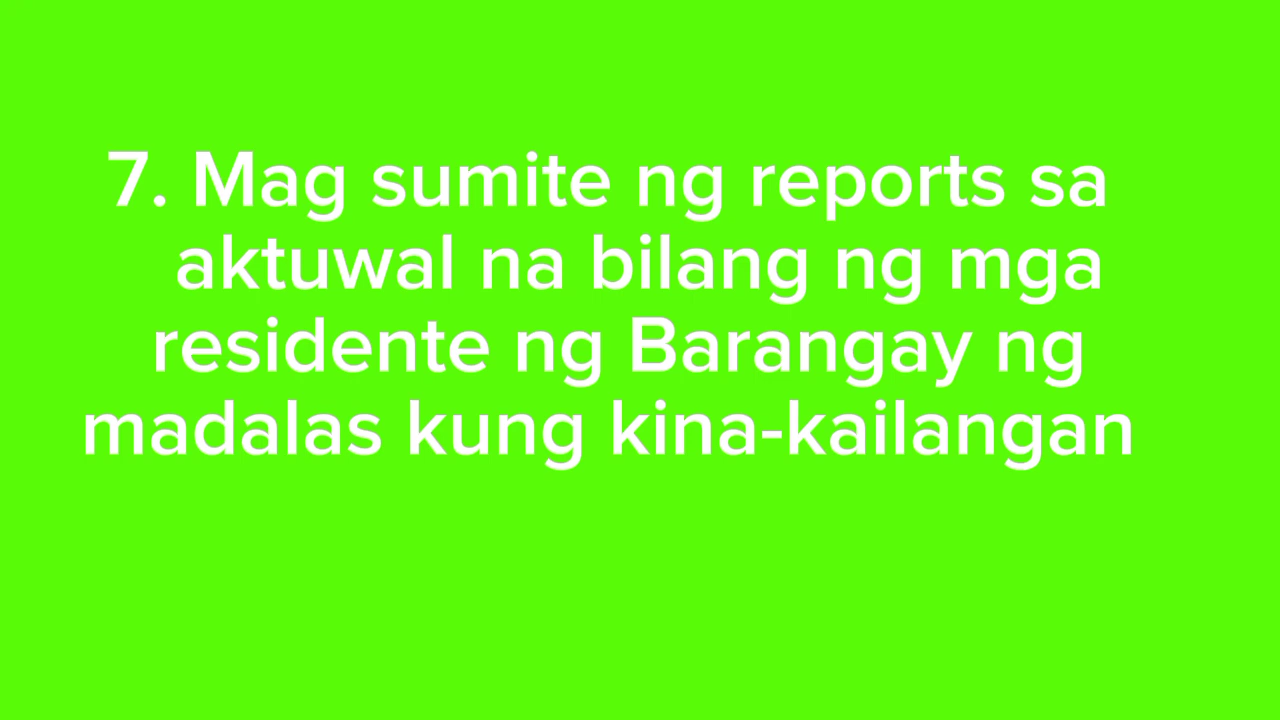 7. Mag sumite ng reports sa
aktuwal na bilang ng mga
residente ng Barangay ng
madalas kung kina-kailangan